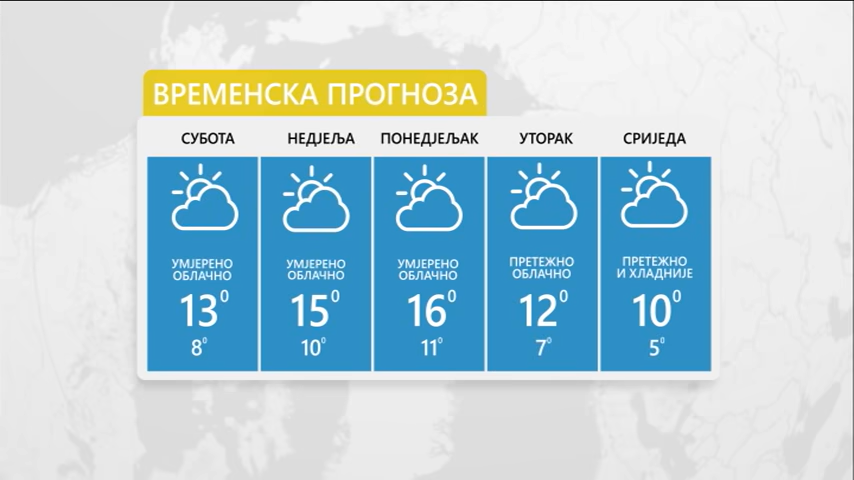 ВРЕМЕНСКА ПРОГНОЗА
СУБОТА
НЕДЈЕЉА
ПОНЕДЈЕЉАК
УТОРАК
СРИЈЕДА
УМЈЕРЕНО
ОБЛАЧНО
13⁰
8⁰
УМЈЕРЕНО
ОБЛАЧНО
15⁰
10⁰
УМЈЕРЕНО
ОБЛАЧНО
16⁰
11⁰
ПРЕТЕЖНО
ОБЛАЧНО
12⁰
7⁰
ПРЕТЕЖНО
И ХЛАДНИЈЕ
10⁰
5⁰